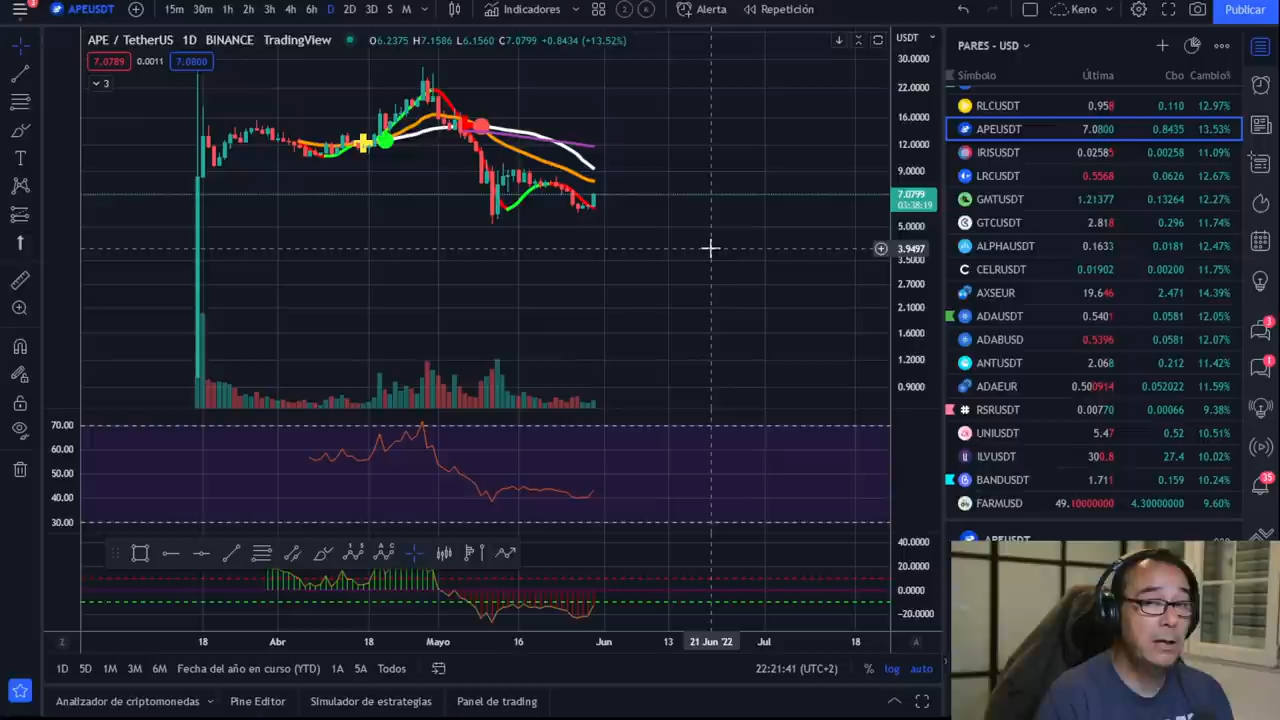 3 APEUSDT 15m 30m 1h 2h 3h 4h 6h D 2D 3D S M Indicadores Alerta Repetición Keno Publicar
APE / TetherUS 1D BINANCE TradingView O6.2375 H7.1586 L6.1560 C7.0799 +0.8434 (+13.52%)
7.0789 0.0011 7.0800
3
USDT
30.0000
22.0000
16.0000
12.0000
9.0000
7.0799
03:38:19
5.0000
3.9497
3.5000
2.7000
2.1000
1.6000
1.2000
0.9000
70.00
60.00
50.00
40.00
30.00
40.0000
20.0000
0.0000
−20.0000
Z 18 Abr 18 Mayo 16 Jun 13 21 Jun '22 Jul 18 A
1D 5D 1M 3M 6M Fecha del año en curso (YTD) 1A 5A Todos 22:21:41 (UTC+2) % log auto
Analizador de criptomonedas Pine Editor Simulador de estrategias Panel de trading
PARES - USD
Símbolo Última Cbo Cambio%
RLCUSDT 0.958 0.110 12.97%
APEUSDT 7.0800 0.8435 13.53%
IRISUSDT 0.02585 0.00258 11.09%
LRCUSDT 0.5568 0.0626 12.67%
GMTUSDT 1.21377 0.13264 12.27%
GTCUSDT 2.818 0.296 11.74%
ALPHAUSDT 0.1633 0.0181 12.47%
CELRUSDT 0.01902 0.00200 11.75%
AXSEUR 19.646 2.471 14.39%
ADAUSDT 0.5401 0.0581 12.05%
ADABUSD 0.5396 0.0581 12.07%
ANTUSDT 2.068 0.212 11.42%
ADAEUR 0.500914 0.052022 11.59%
RSRUSDT 0.00770 0.00066 9.38%
UNIUSDT 5.47 0.52 10.51%
ILVUSDT 300.8 27.4 10.02%
BANDUSDT 1.711 0.159 10.24%
FARMUSD 49.10000000 4.30000000 9.60%
APEUSDT
3
1
35